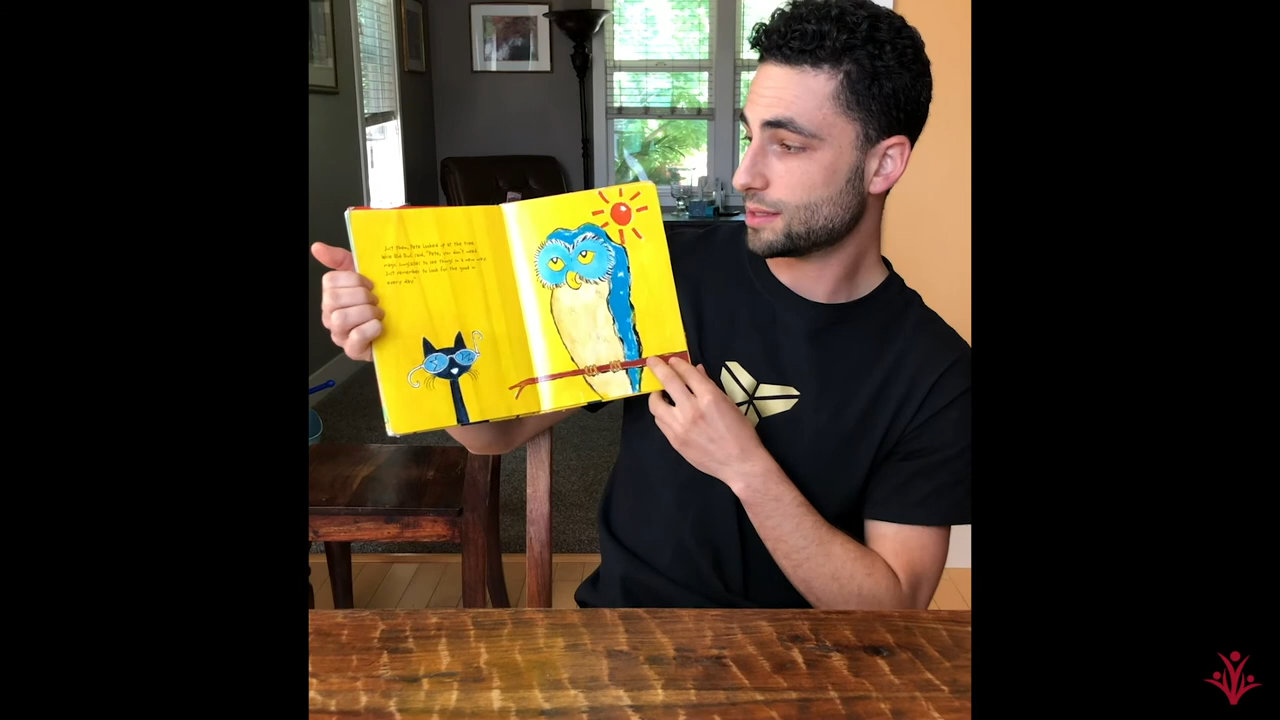 Just then, Pete looked up at the tree.
Wise Old Owl said, "Pete, you don't need
magic sunglasses to see things in a new way.
Just remember to look for the good in
every day."